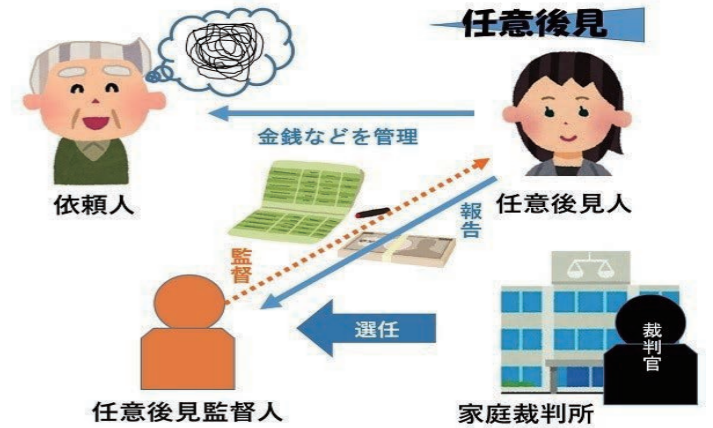 任意後見
金銭などを管理
依頼人
任意後見人
監督
報告
選任
裁判官
任意後見監督人
家庭裁判所